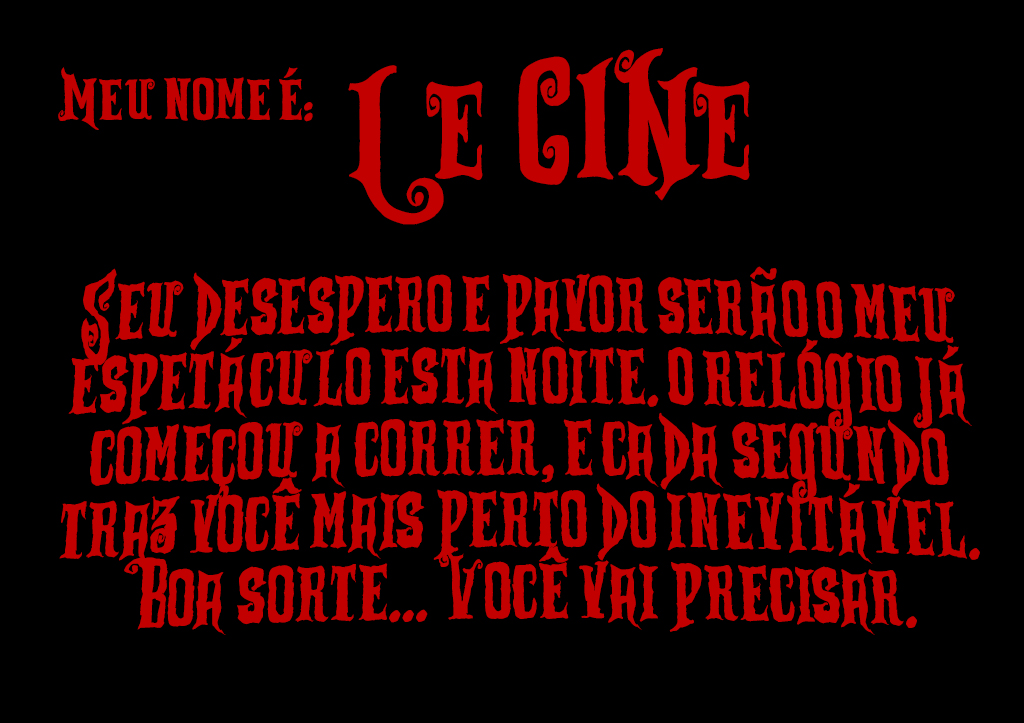 Meu nome é: Le Cine
Seu desespero e pavor serão o meu
espetáculo esta noite. O relógio já
começou a correr, e cada segundo
traz você mais perto do inevitável.
Boa sorte... Você vai precisar.